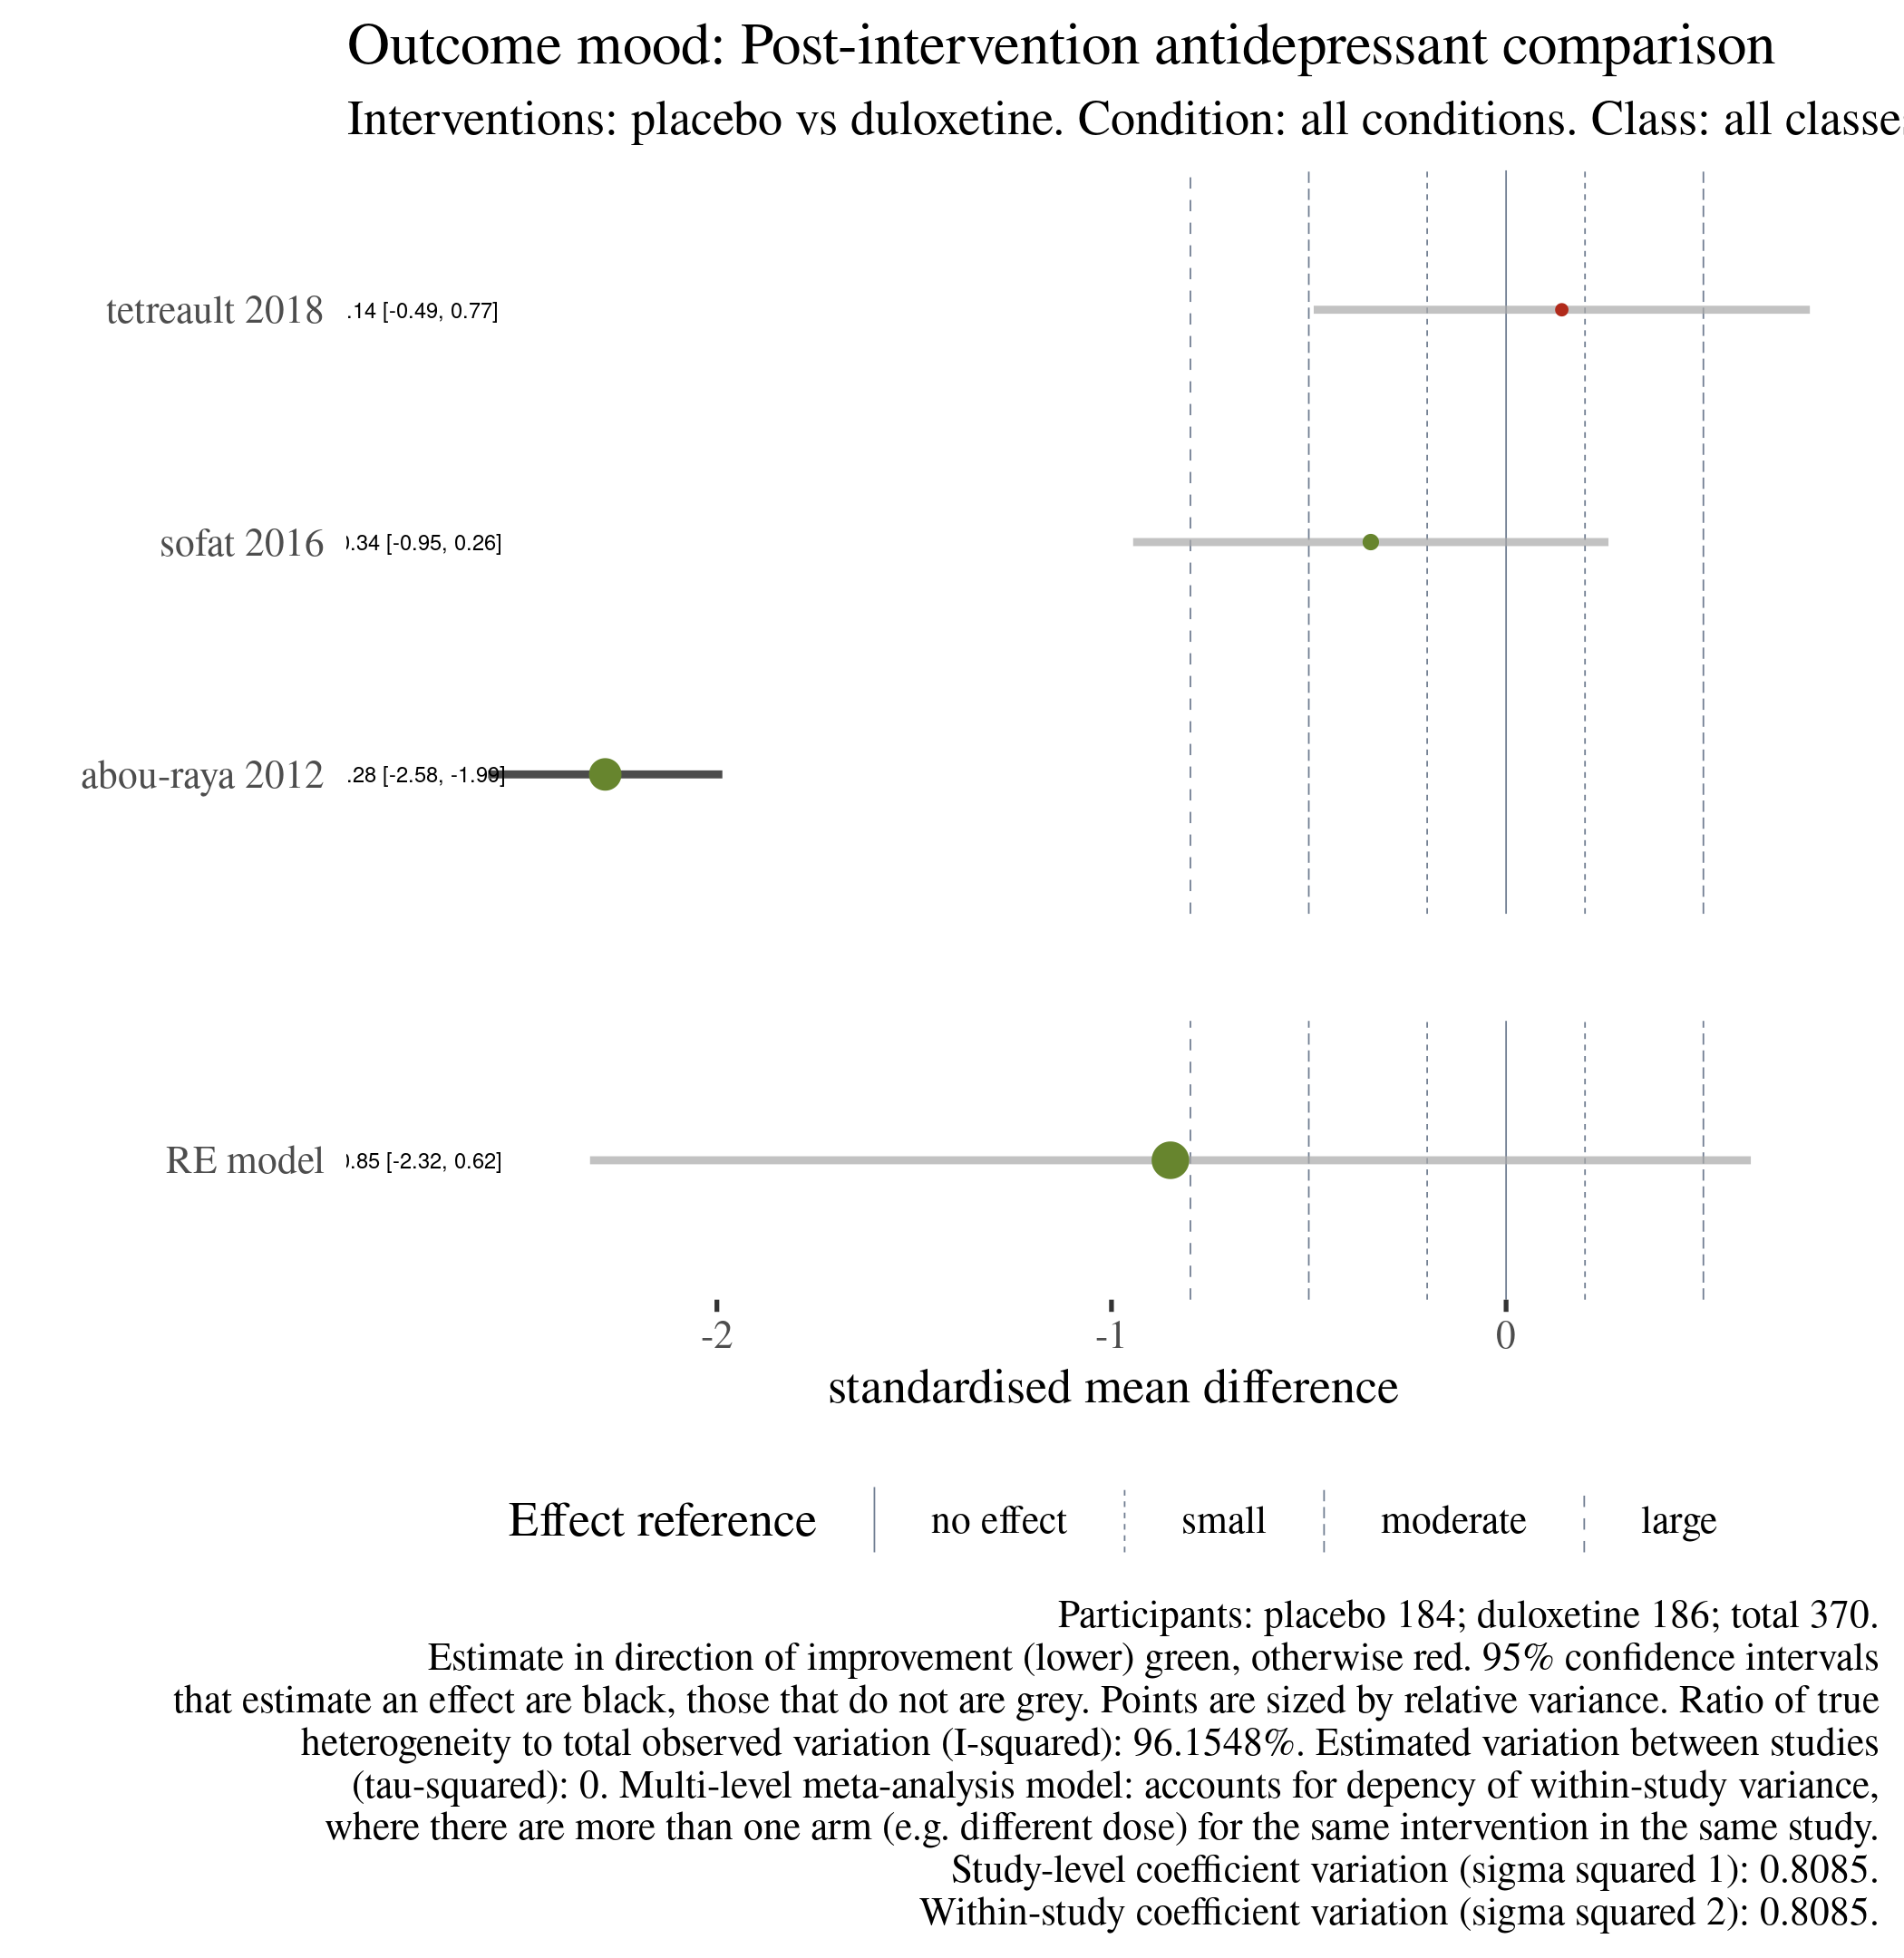 Outcome mood: Post-intervention antidepressant comparison
Interventions: placebo vs duloxetine. Condition: all conditions. Class: all classe
tetreault 2018 .14 [-0.49, 0.77]
sofat 2016 .34 [-0.95, 0.26]
abou-raya 2012 .28 [-2.58, -1.99]
RE model .85 [-2.32, 0.62]
-2 -1 0
standardised mean difference
Effect reference no effect small moderate large
Participants: placebo 184; duloxetine 186; total 370.
Estimate in direction of improvement (lower) green, otherwise red. 95% confidence intervals
that estimate an effect are black, those that do not are grey. Points are sized by relative variance. Ratio of true
heterogeneity to total observed variation (I-squared): 96.1548%. Estimated variation between studies
(tau-squared): 0. Multi-level meta-analysis model: accounts for depency of within-study variance,
where there are more than one arm (e.g. different dose) for the same intervention in the same study.
Study-level coefficient variation (sigma squared 1): 0.8085.
Within-study coefficient variation (sigma squared 2): 0.8085.